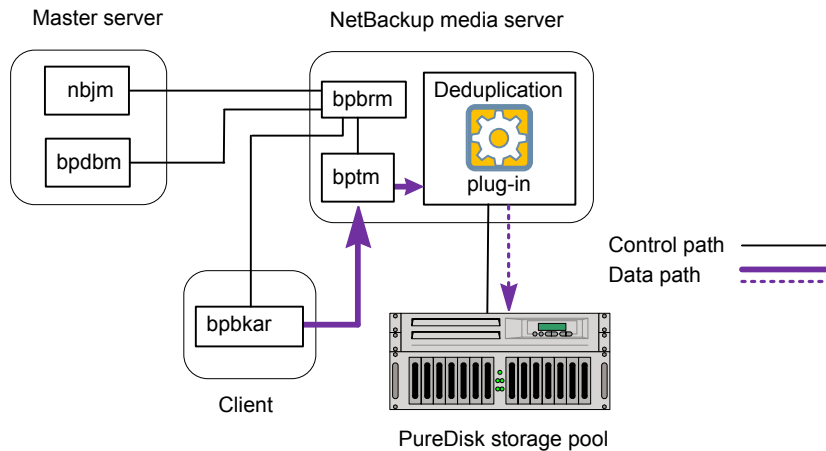 Master server
NetBackup media server
nbjm
bpdbm
bpbrm
bptm
Deduplication
plug-in
Control path
Data path
bpbkar
Client
PureDisk storage pool